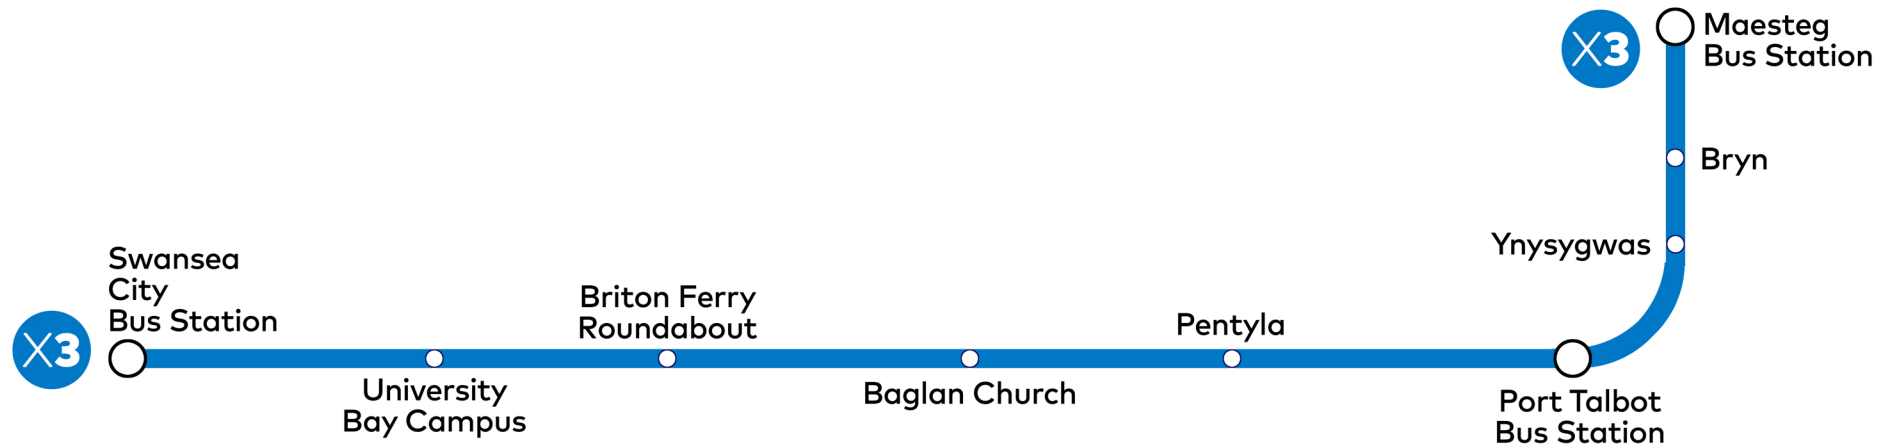 X3
Maesteg
Bus Station
Bryn
Ynysygwas
Swansea
City
Bus Station
X3
University
Bay Campus
Briton Ferry
Roundabout
Baglan Church
Pentyla
Port Talbot
Bus Station